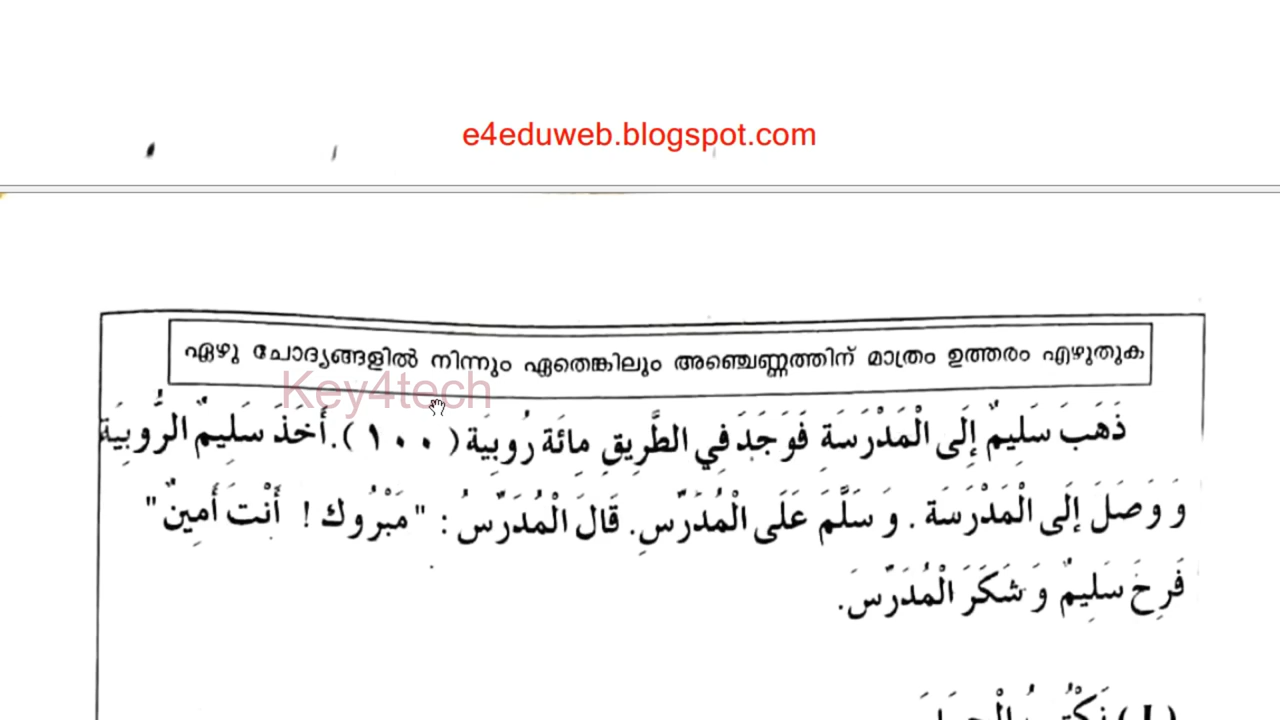 e4eduweb.blogspot.com
ഏഴു ചോദ്യങ്ങളിൽ നിന്നും ഏതെങ്കിലും അഞ്ചെണ്ണത്തിന് മാത്രം ഉത്തരം എഴുതുക
Key4tech
ذَهَبَ سَلِيمٌ إِلَى الْمَدْرَسَةِ فَوَجَدَ فِي الطَّرِيقِ مِائَة رُوبِيَة (١٠٠). أَخَذَ سَلِيمٌ الرُّوبِيَة
وَ وَصَلَ إِلَى الْمَدْرَسَة . وَ سَلَّمَ عَلَى الْمُدَرّسِ. قَالَ الْمُدَرّسُ : " مَبْرُوك ! أَنْتَ أَمِينٌ "
فَرِحَ سَلِيمٌ وَ شَكَرَ الْمُدَرّسَ.